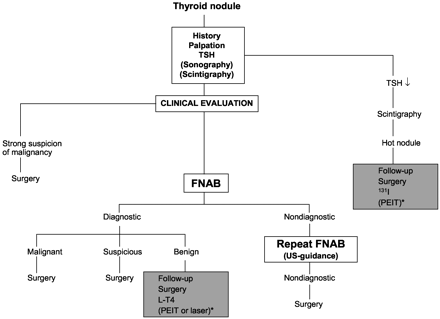 Thyroid nodule
History
Palpation
TSH
(Sonography)
(Scintigraphy)
TSH ↓
CLINICAL EVALUATION
Scintigraphy
Strong suspicion
of malignancy
Hot nodule
Surgery
Follow-up
Surgery
131I
(PEIT)*
FNAB
Diagnostic
Nondiagnostic
Malignant
Suspicious
Benign
Repeat FNAB
(US-guidance)
Surgery
Surgery
Follow-up
Surgery
L-T4
(PEIT or laser)*
Nondiagnostic
Surgery